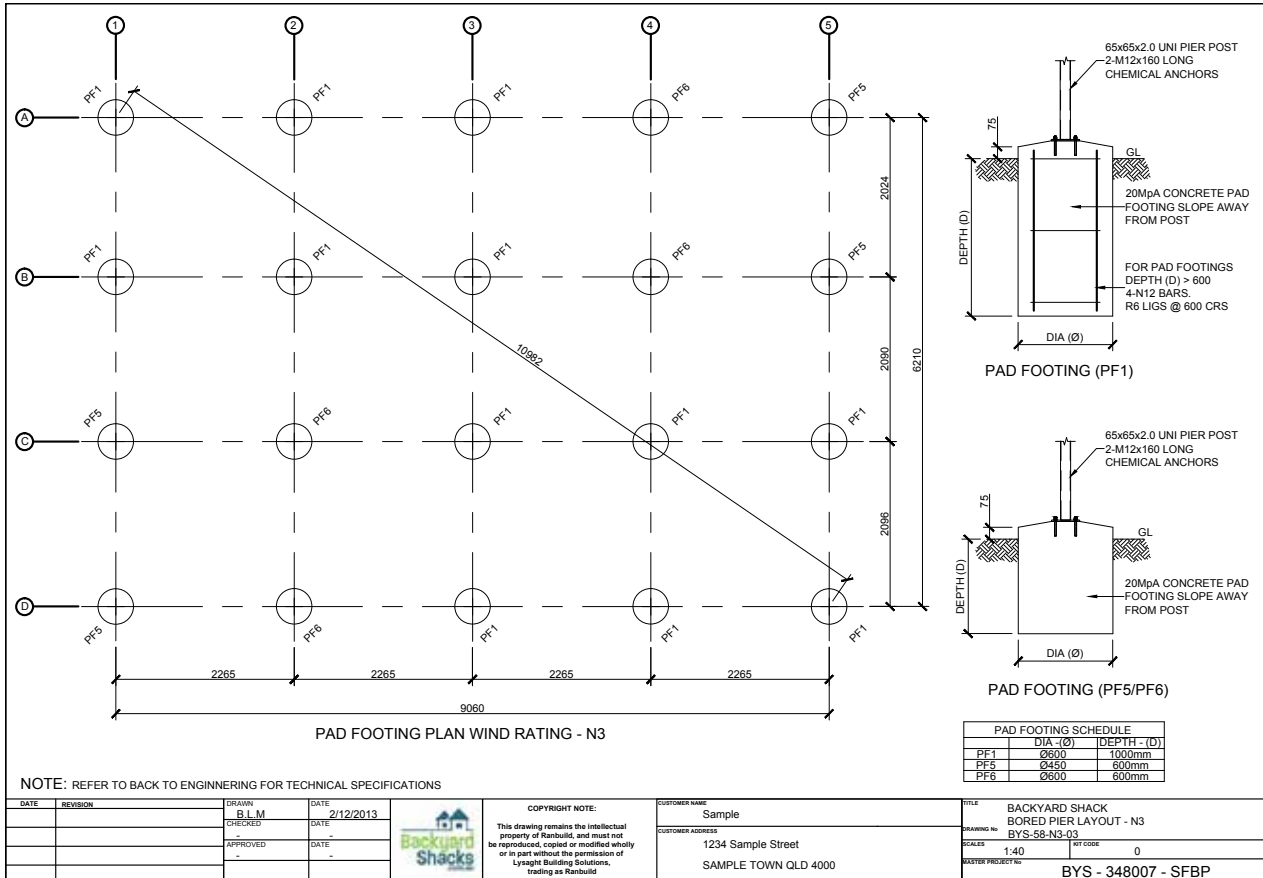 1 2 3 4 5
A
PF1 PF1 PF1 PF6 PF5
B
PF1 PF1 PF1 PF6 PF5
C
PF5 PF6 PF1 PF1 PF1
D
PF5 PF6 PF1 PF1 PF1
10982
2024
2090
2096
6210
2265 2265 2265 2265
9060
PAD FOOTING PLAN WIND RATING - N3
65x65x2.0 UNI PIER POST
2-M12x160 LONG
CHEMICAL ANCHORS
75
GL
DEPTH (D)
20MpA CONCRETE PAD
FOOTING SLOPE AWAY
FROM POST
FOR PAD FOOTINGS
DEPTH (D) > 600
4-N12 BARS.
R6 LIGS @ 600 CRS
DIA (Ø)
PAD FOOTING (PF1)
65x65x2.0 UNI PIER POST
2-M12x160 LONG
CHEMICAL ANCHORS
75
GL
DEPTH (D)
20MpA CONCRETE PAD
FOOTING SLOPE AWAY
FROM POST
DIA (Ø)
PAD FOOTING (PF5/PF6)
PAD FOOTING SCHEDULE
DIA -(Ø) DEPTH - (D)
PF1 Ø600 1000mm
PF5 Ø450 600mm
PF6 Ø600 600mm
NOTE: REFER TO BACK TO ENGINNERING FOR TECHNICAL SPECIFICATIONS
DATE REVISION
DRAWN B.L.M DATE 2/12/2013
CHECKED - DATE -
APPROVED - DATE -
Backyard
Shacks
COPYRIGHT NOTE:
This drawing remains the intellectual
property of Ranbuild, and must not
be reproduced, copied or modified wholly
or in part without the permission of
Lysaght Building Solutions,
trading as Ranbuild
CUSTOMER NAME
Sample
CUSTOMER ADDRESS
1234 Sample Street
SAMPLE TOWN QLD 4000
TITLE BACKYARD SHACK
BORED PIER LAYOUT - N3
DRAWING No BYS-58-N3-03
SCALES 1:40 KIT CODE 0
MASTER PROJECT No BYS - 348007 - SFBP